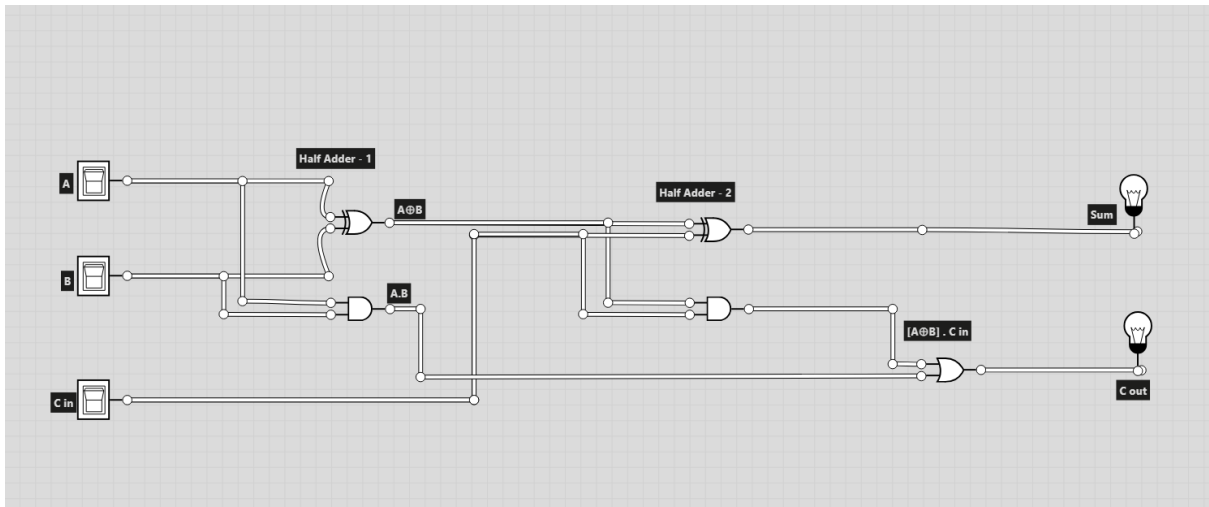 Half Adder - 1
A
Half Adder - 2
A⊕B
Sum
B
A.B
[A⊕B] . C in
C in
C out